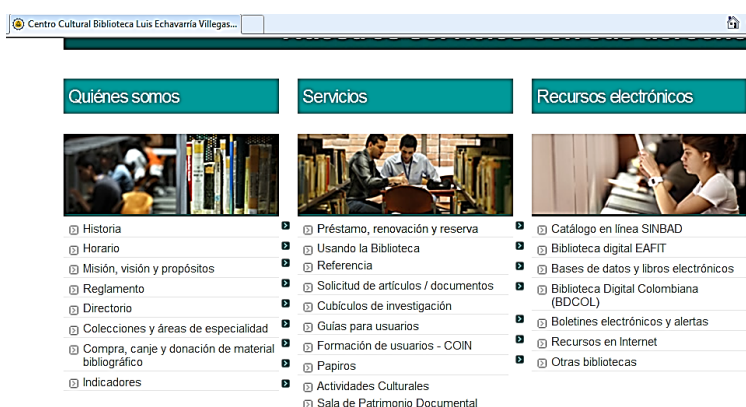 Centro Cultural Biblioteca Luis Echavarría Villegas...
Quiénes somos
Historia
Horario
Misión, visión y propósitos
Reglamento
Directorio
Colecciones y áreas de especialidad
Compra, canje y donación de material
bibliográfico
Indicadores
Servicios
Préstamo, renovación y reserva
Usando la Biblioteca
Referencia
Solicitud de artículos / documentos
Cubículos de investigación
Guías para usuarios
Formación de usuarios - COIN
Papiros
Actividades Culturales
Sala de Patrimonio Documental
Recursos electrónicos
Catálogo en línea SINBAD
Biblioteca digital EAFIT
Bases de datos y libros electrónicos
Biblioteca Digital Colombiana
(BDCOL)
Boletines electrónicos y alertas
Recursos en Internet
Otras bibliotecas